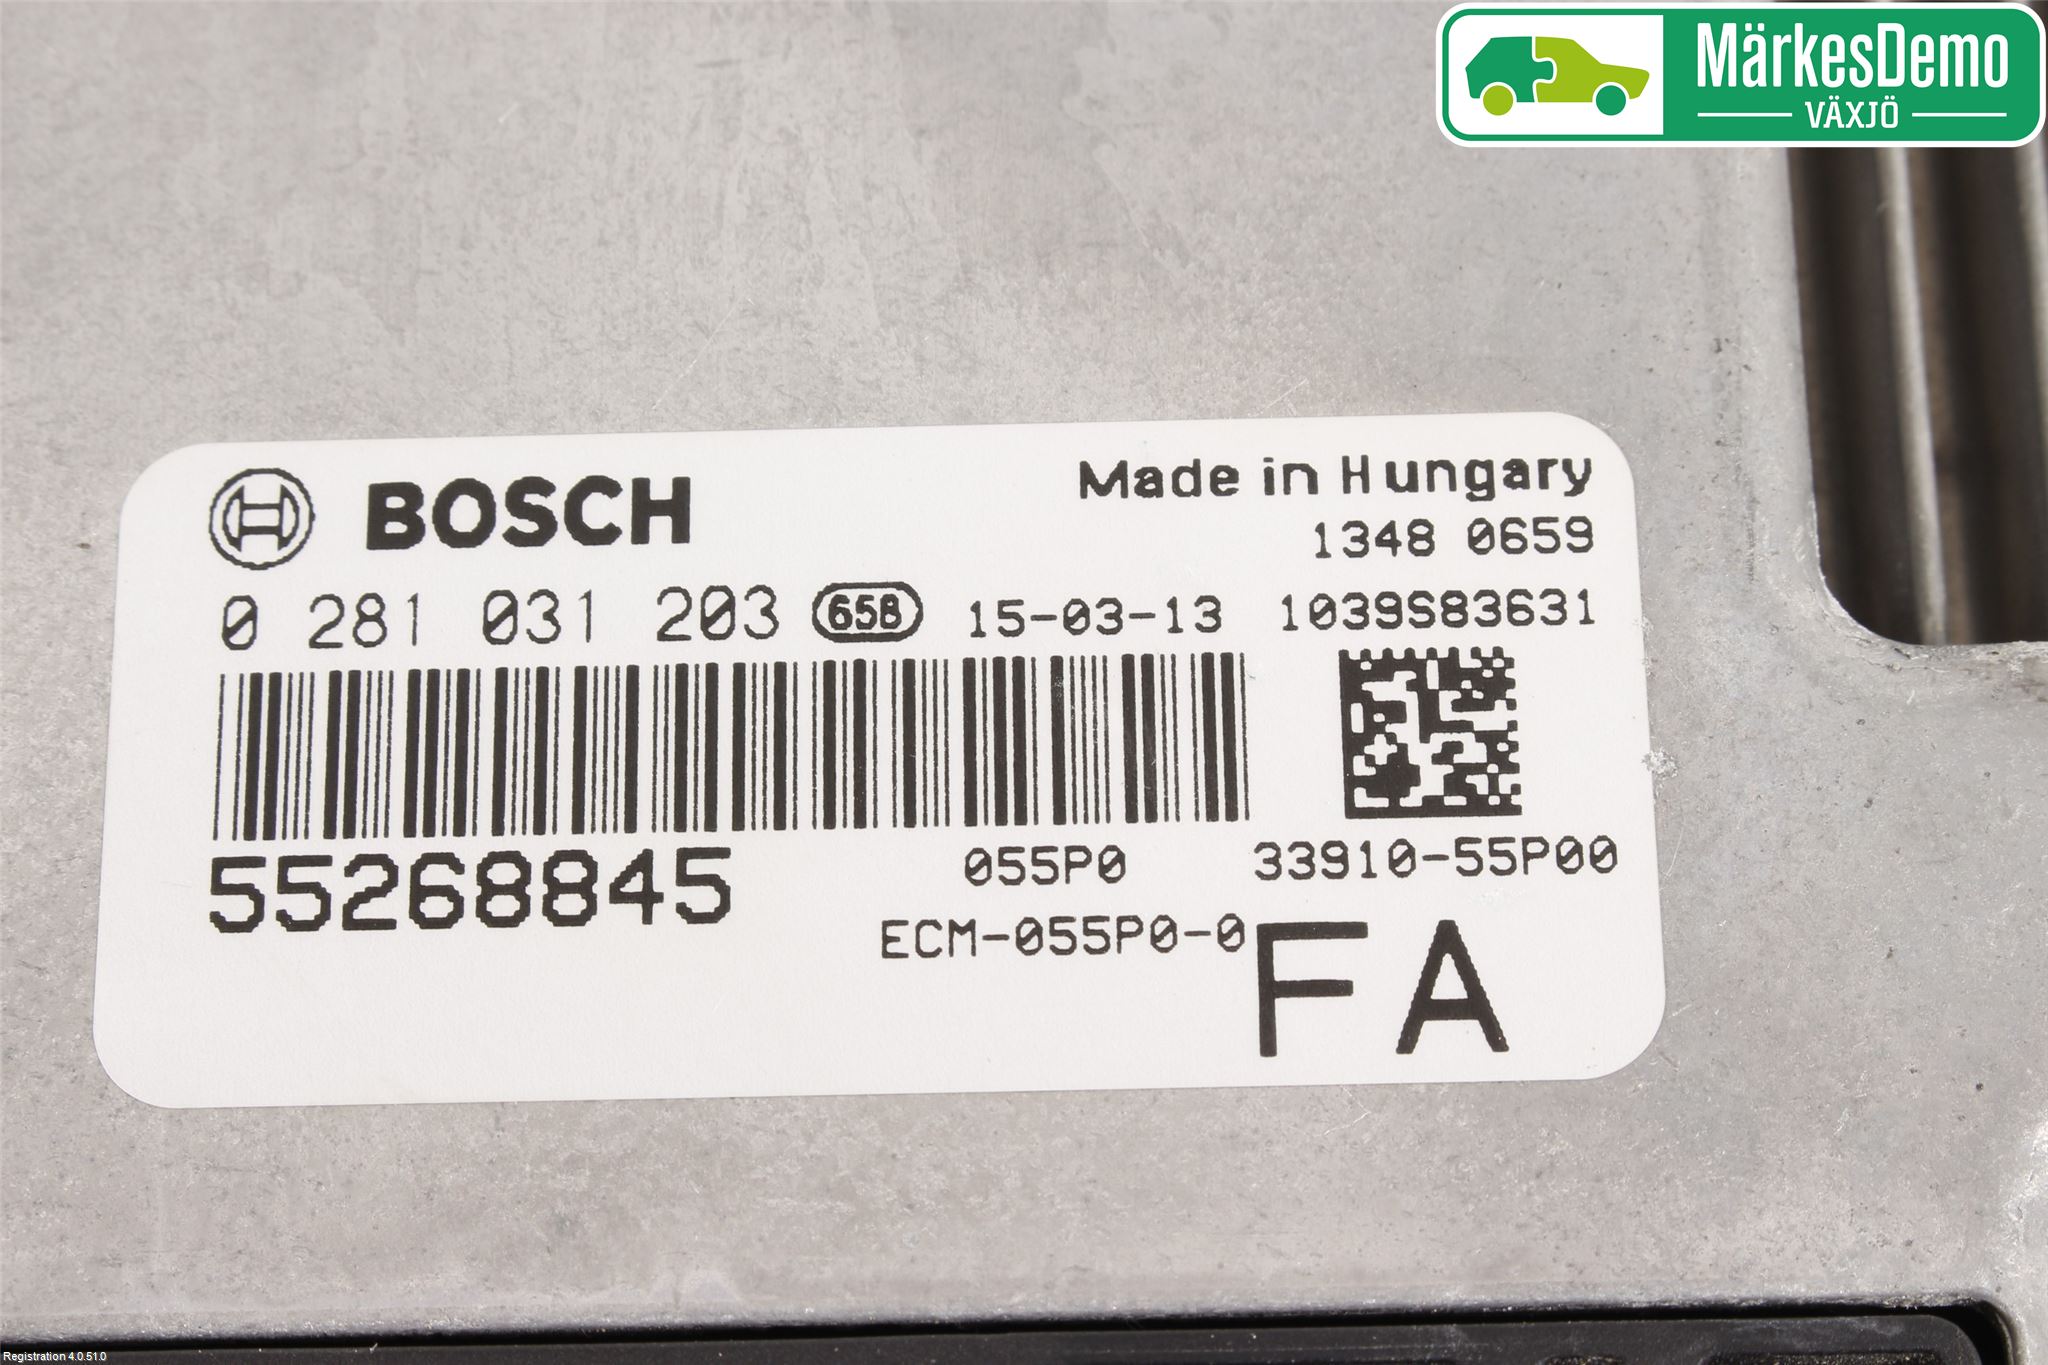 MärkesDemo
VÄXJÖ
BOSCH
Made in Hungary
1348 0659
0 281 031 203 65B 15-03-13 1039S83631
55268845
055P0 33910-55P00
ECM-055P0-0
FA
Registration 4.0.51.0